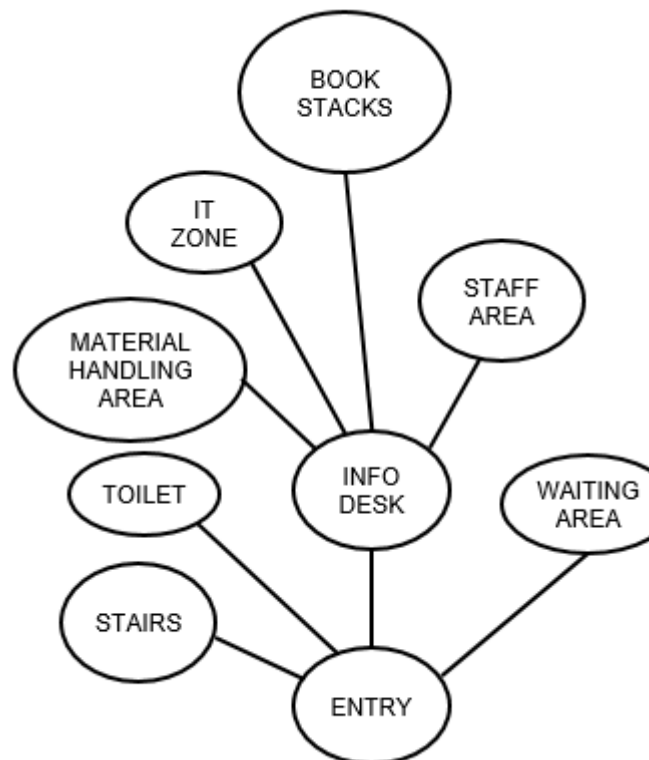 BOOK
STACKS
IT
ZONE
STAFF
AREA
MATERIAL
HANDLING
AREA
TOILET
INFO
DESK
WAITING
AREA
STAIRS
ENTRY